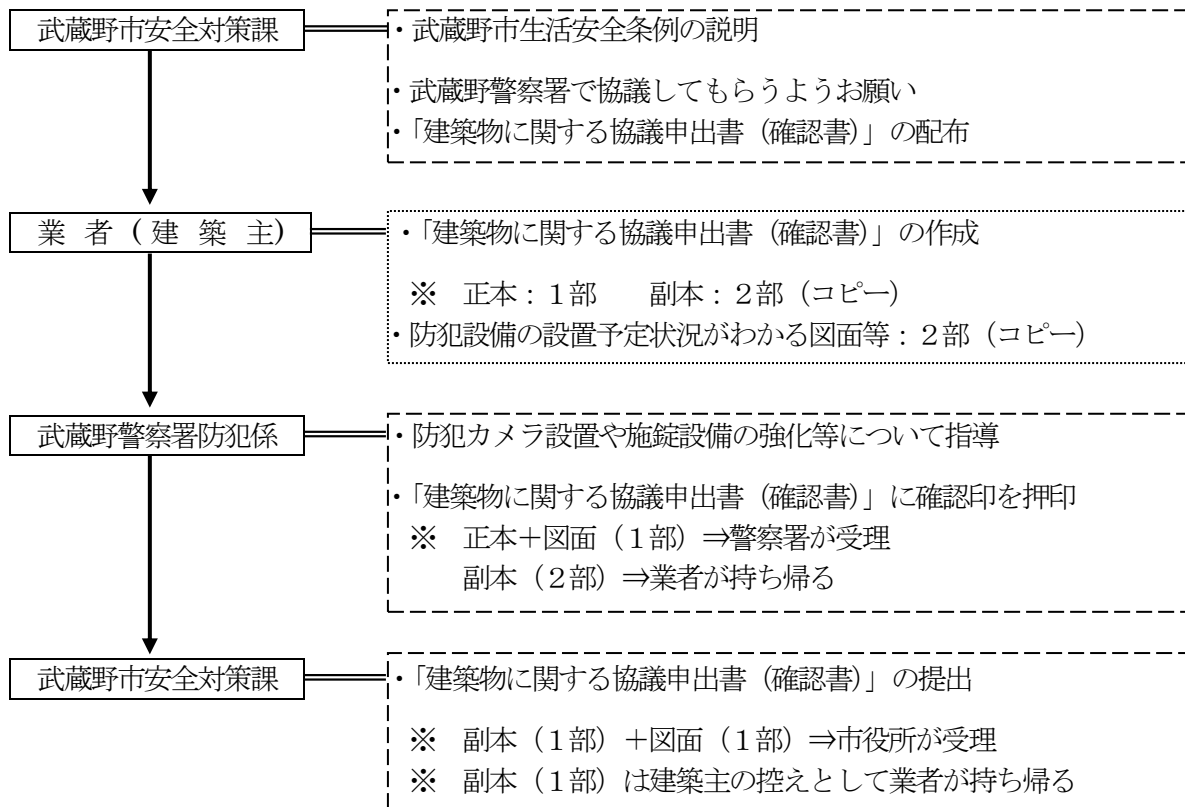 武蔵野市安全対策課
・武蔵野市生活安全条例の説明
・武蔵野警察署で協議してもらうようお願い
・「建築物に関する協議申出書（確認書）」の配布
業 者 ( 建 築 主)
・「建築物に関する協議申出書（確認書）」の作成
※　正本：１部　　副本：２部（コピー）
・防犯設備の設置予定状況がわかる図面等：２部（コピー）
武蔵野警察署防犯係
・防犯カメラ設置や施錠設備の強化等について指導
・「建築物に関する協議申出書（確認書）」に確認印を押印
※　正本＋図面（１部）⇒警察署が受理
副本（２部）⇒業者が持ち帰る
武蔵野市安全対策課
・「建築物に関する協議申出書（確認書）」の提出
※　副本（１部）＋図面（１部）⇒市役所が受理
※　副本（１部）は建築主の控えとして業者が持ち帰る